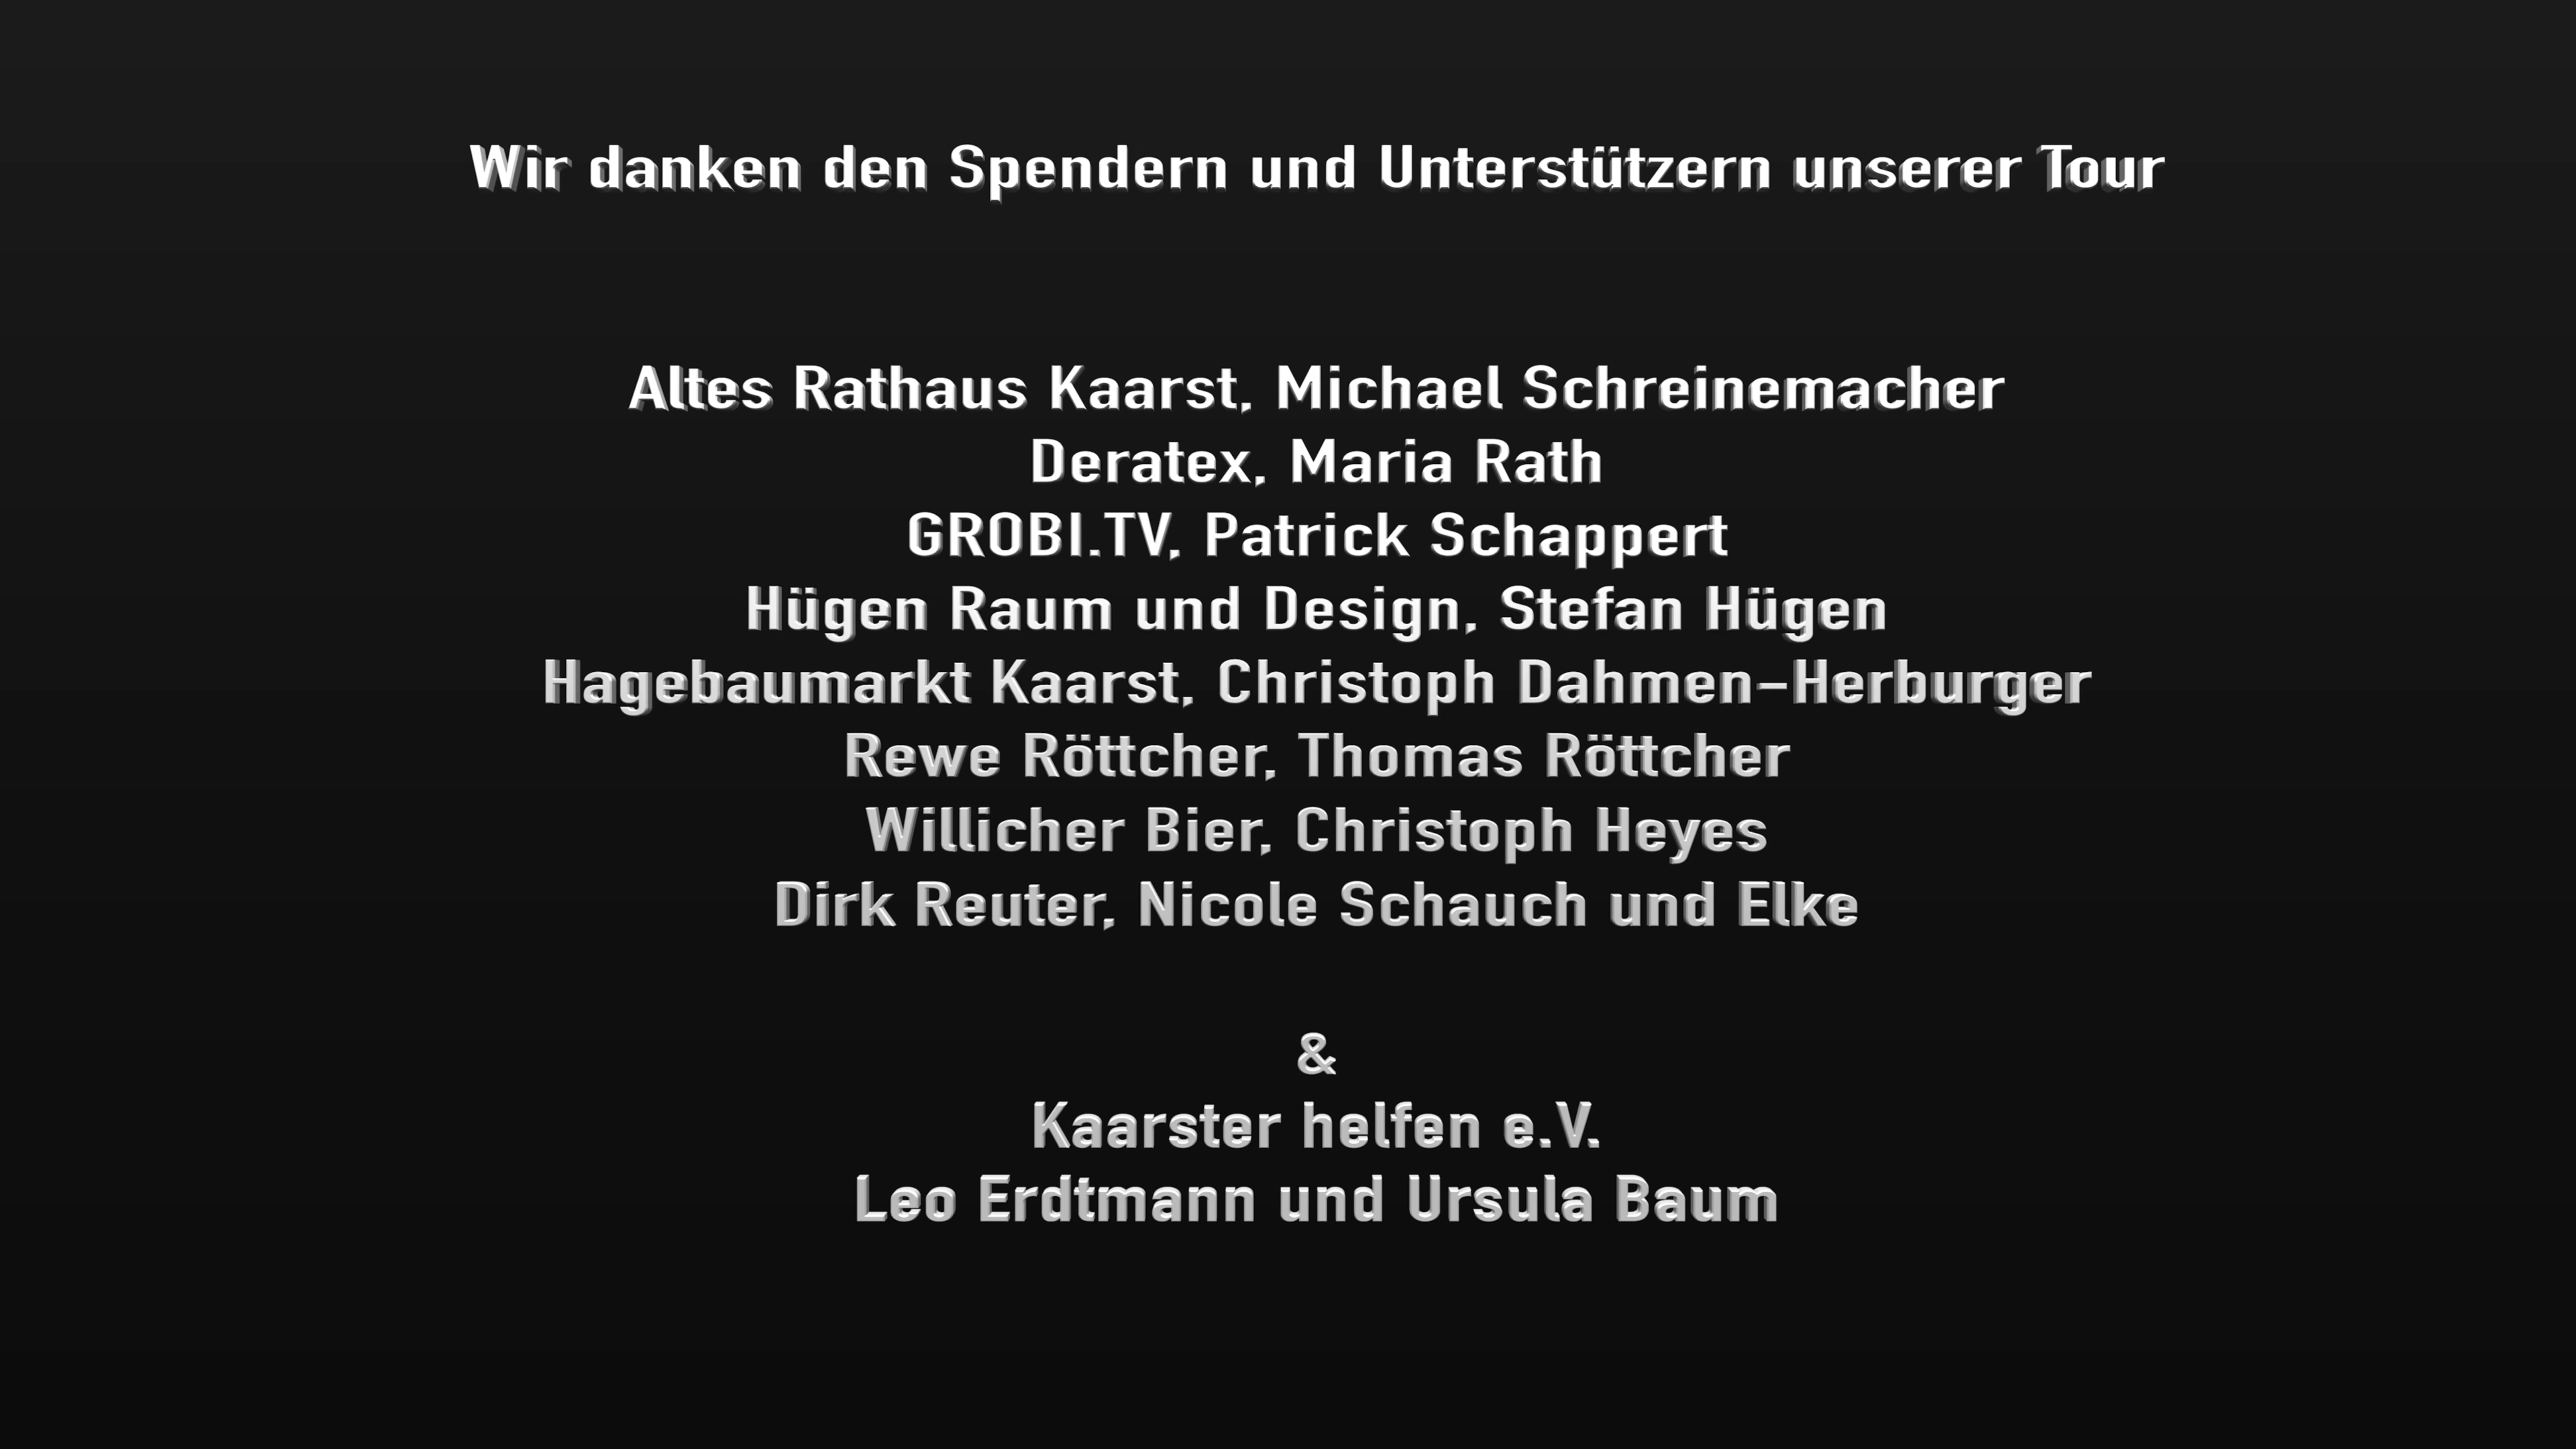 Wir danken den Spendern und Unterstützern unserer Tour
Altes Rathaus Kaarst, Michael Schreinemacher
Deratex, Maria Rath
GROBI.TV, Patrick Schappert
Hügen Raum und Design, Stefan Hügen
Hagebaumarkt Kaarst, Christoph Dahmen-Herburger
Rewe Röttcher, Thomas Röttcher
Willicher Bier, Christoph Heyes
Dirk Reuter, Nicole Schauch und Elke
&
Kaarster helfen e.V.
Leo Erdtmann und Ursula Baum